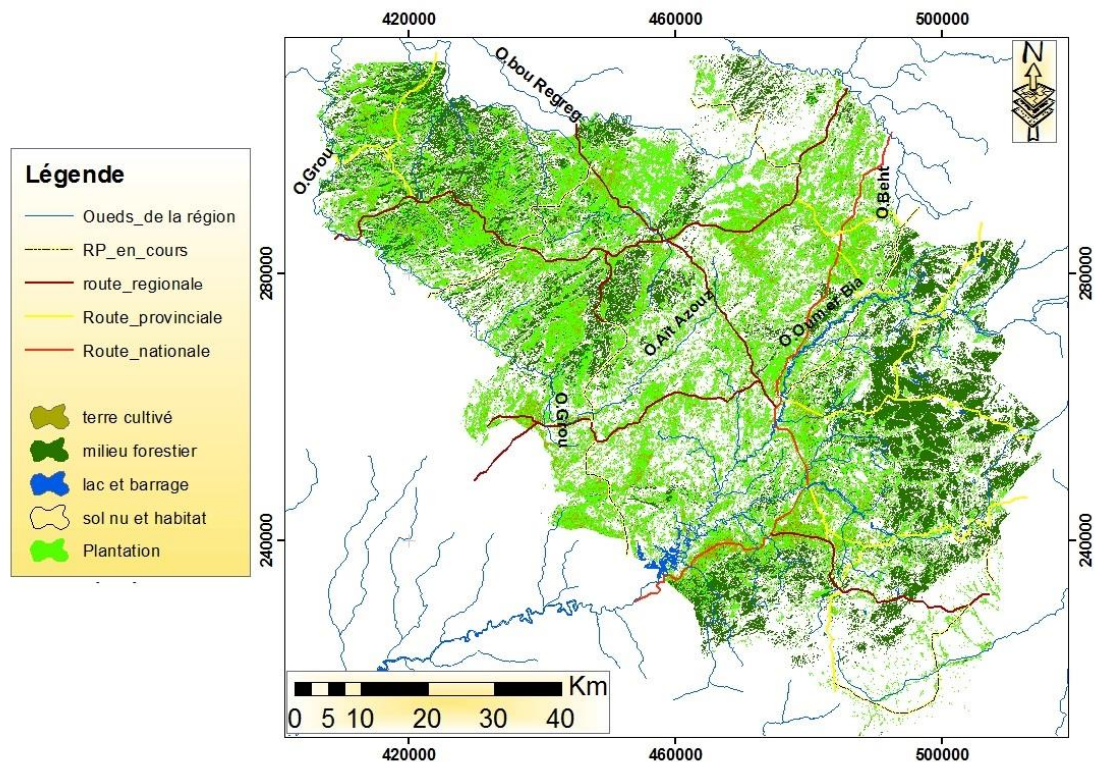 420000 460000 500000
N
O.bou Regreg
O.Grou
O.Beht
280000 280000
O.Aït Azouz
O.Oum-er-Bia
O.Grou
240000 240000
Légende
Oueds_de la région
RP_en_cours
route_regionale
Route_provinciale
Route_nationale
terre cultivé
milieu forestier
lac et barrage
sol nu et habitat
Plantation
Km
0 5 10 20 30 40
420000 460000 500000